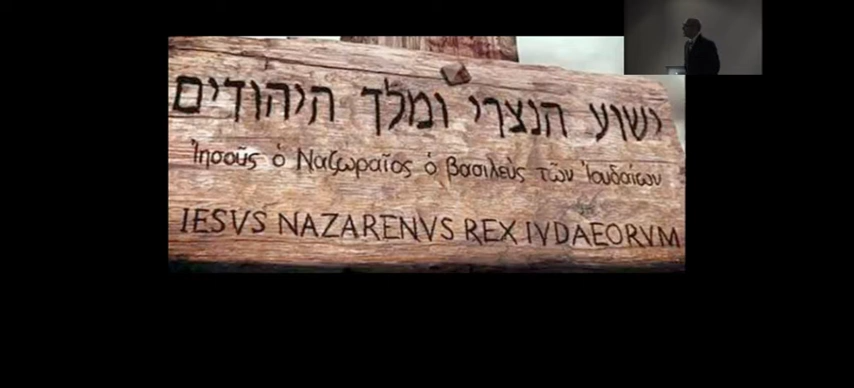 ישוע הנצרי ומלך היהודים
Ἰησοῦς ὁ Ναζωραῖος ὁ βασιλεὺς τῶν Ἰουδαίων
IESVS NAZARENVS REX IVDAEORVM